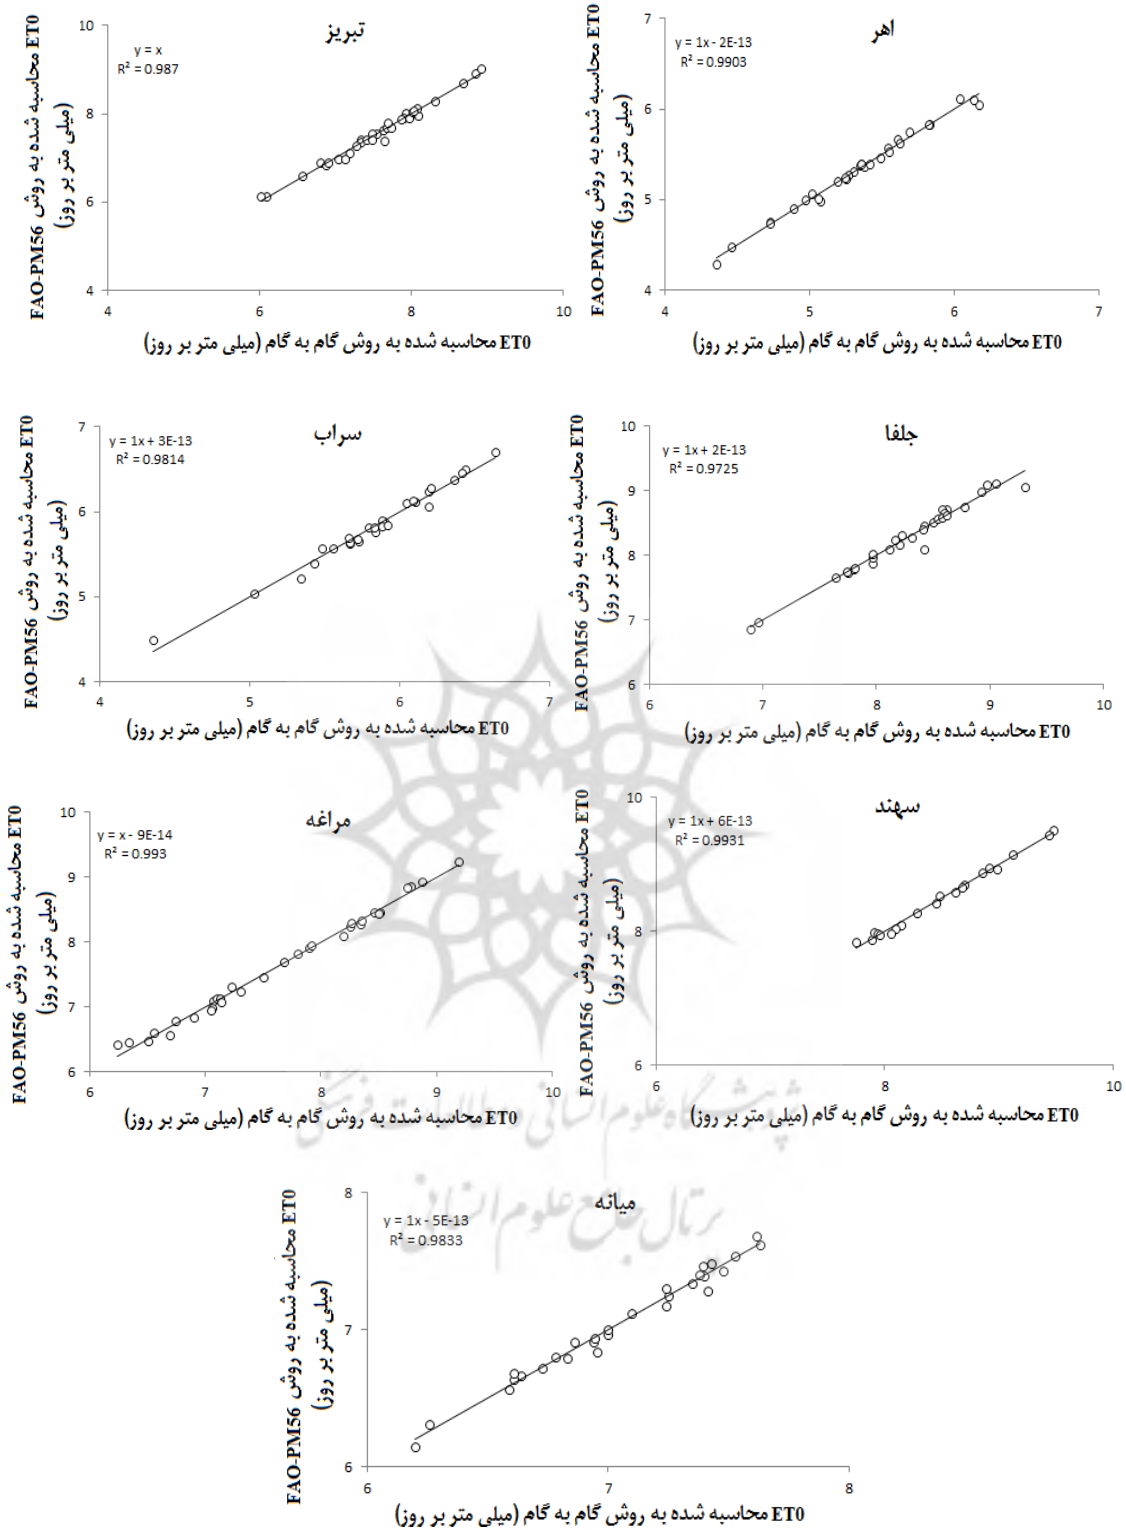 تبریز
y = x
R² = 0.987
10
8
6
4
4
6
8
10
ET0 محاسبه شده به روش FAO-PM56
(میلی متر بر روز)
ET0 محاسبه شده به روش گام به گام (میلی متر بر روز)
اهر
y = 1x - 2E-13
R² = 0.9903
7
6
5
4
4
5
6
7
ET0 محاسبه شده به روش FAO-PM56
(میلی متر بر روز)
ET0 محاسبه شده به روش گام به گام (میلی متر بر روز)
سراب
y = 1x + 3E-13
R² = 0.9814
7
6
5
4
4
5
6
7
ET0 محاسبه شده به روش FAO-PM56
(میلی متر بر روز)
ET0 محاسبه شده به روش گام به گام (میلی متر بر روز)
جلفا
y = 1x + 2E-13
R² = 0.9725
10
9
8
7
6
6
7
8
9
10
ET0 محاسبه شده به روش FAO-PM56
(میلی متر بر روز)
ET0 محاسبه شده به روش گام به گام (میلی متر بر روز)
مراغه
y = x - 9E-14
R² = 0.993
10
9
8
7
6
6
7
8
9
10
ET0 محاسبه شده به روش FAO-PM56
(میلی متر بر روز)
ET0 محاسبه شده به روش گام به گام (میلی متر بر روز)
سهند
y = 1x + 6E-13
R² = 0.9931
10
8
6
6
8
10
ET0 محاسبه شده به روش FAO-PM56
(میلی متر بر روز)
ET0 محاسبه شده به روش گام به گام (میلی متر بر روز)
پژوهشگاه علوم انسانی و مطالعات فرهنگی
پرتال جامع علوم انسانی
میانه
y = 1x - 5E-13
R² = 0.9833
8
7
6
6
7
8
ET0 محاسبه شده به روش FAO-PM56
(میلی متر بر روز)
ET0 محاسبه شده به روش گام به گام (میلی متر بر روز)